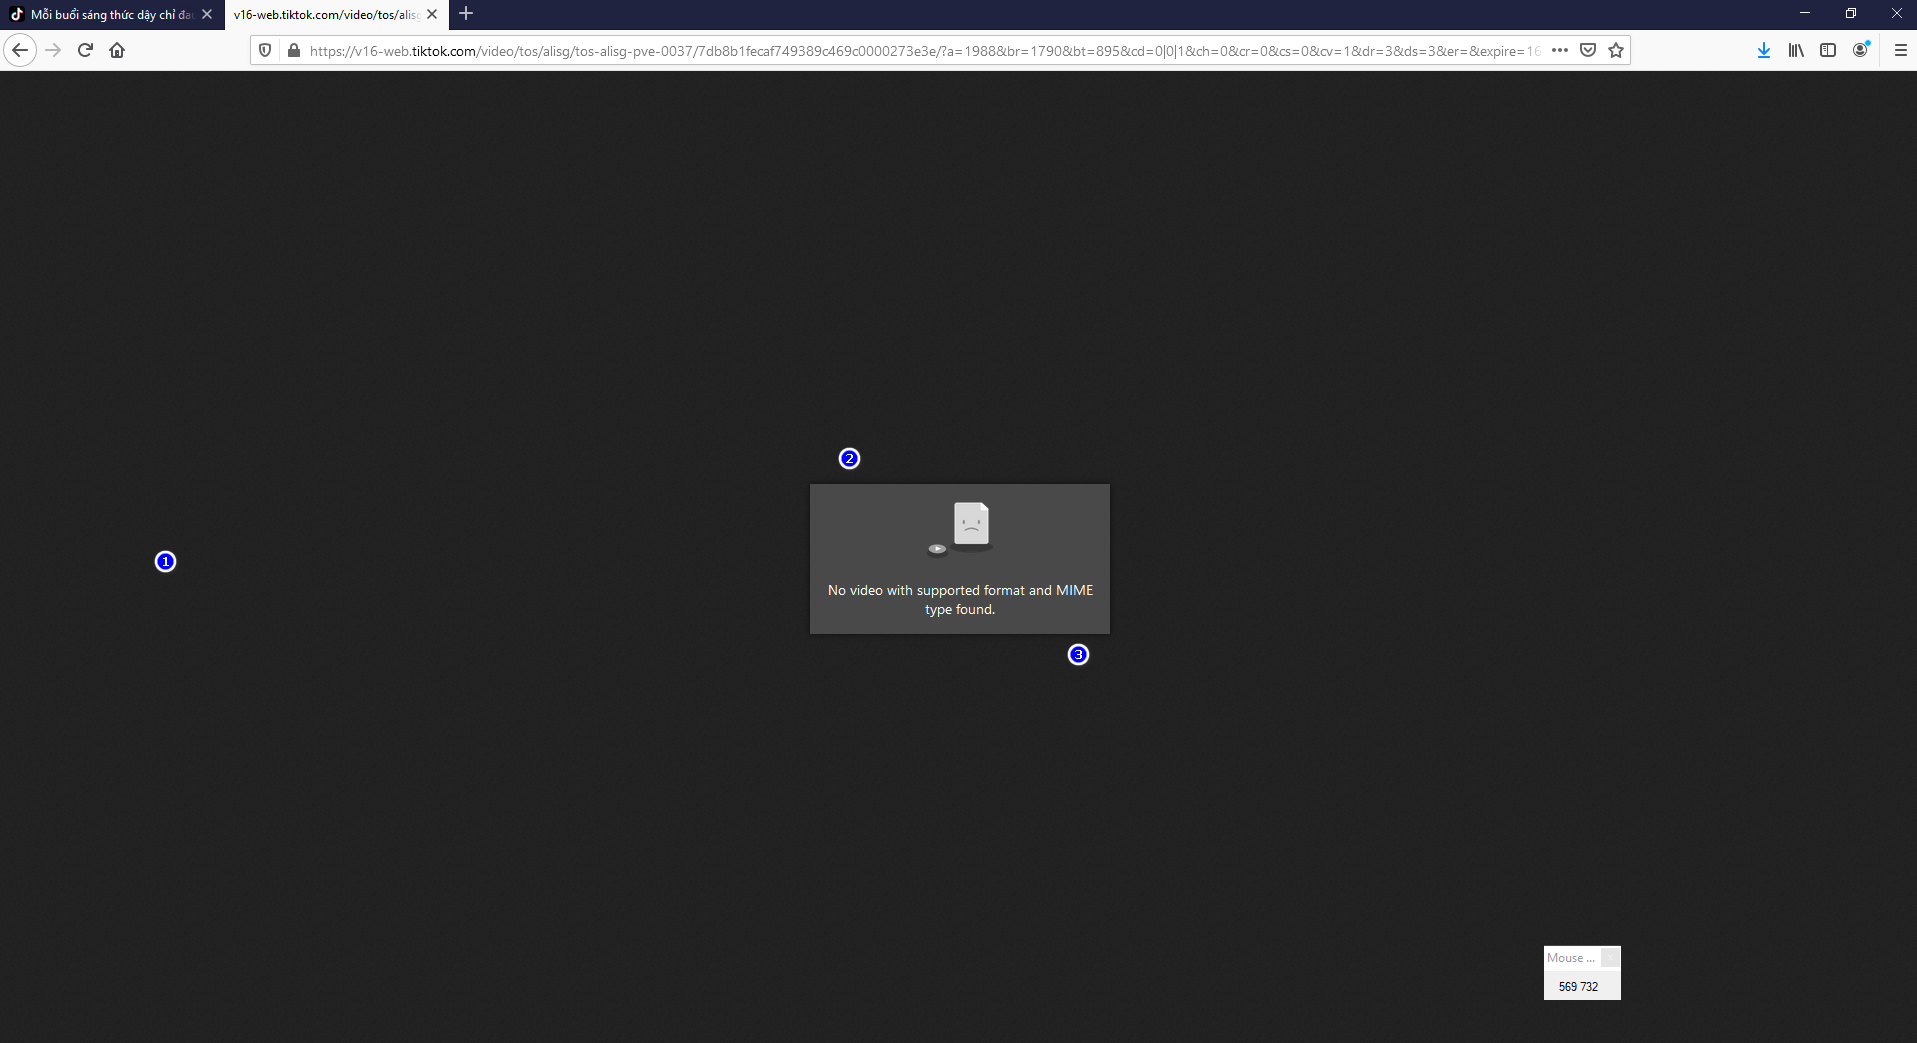 Mỗi buổi sáng thức dậy chỉ đau
v16-web.tiktok.com/video/tos/alisg
https://v16-web.tiktok.com/video/tos/alisg/tos-alisg-pve-0037/7db8b1fecaf749389c469c0000273e3e/?a=1988&br=1790&bt=895&cd=0|0|1&ch=0&cr=0&cs=0&cv=1&dr=3&ds=3&er=&expire=16
2
1
No video with supported format and MIME
type found.
3
Mouse ...
569 732